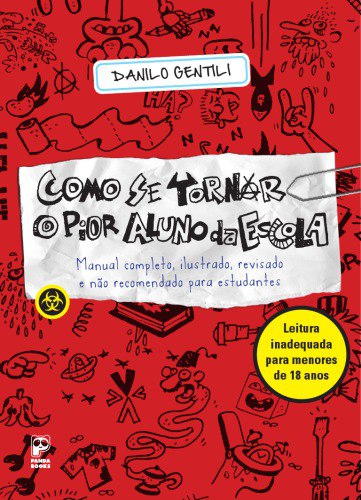 DANILO GENTILI
HA?
COMO SE TORNAR
O PIOR ALUNO da ESCOLA
Manual completo, ilustrado, revisado
e não recomendado para estudantes
Leitura
inadequada
para menores
de 18 anos
PANDA
BOOKS